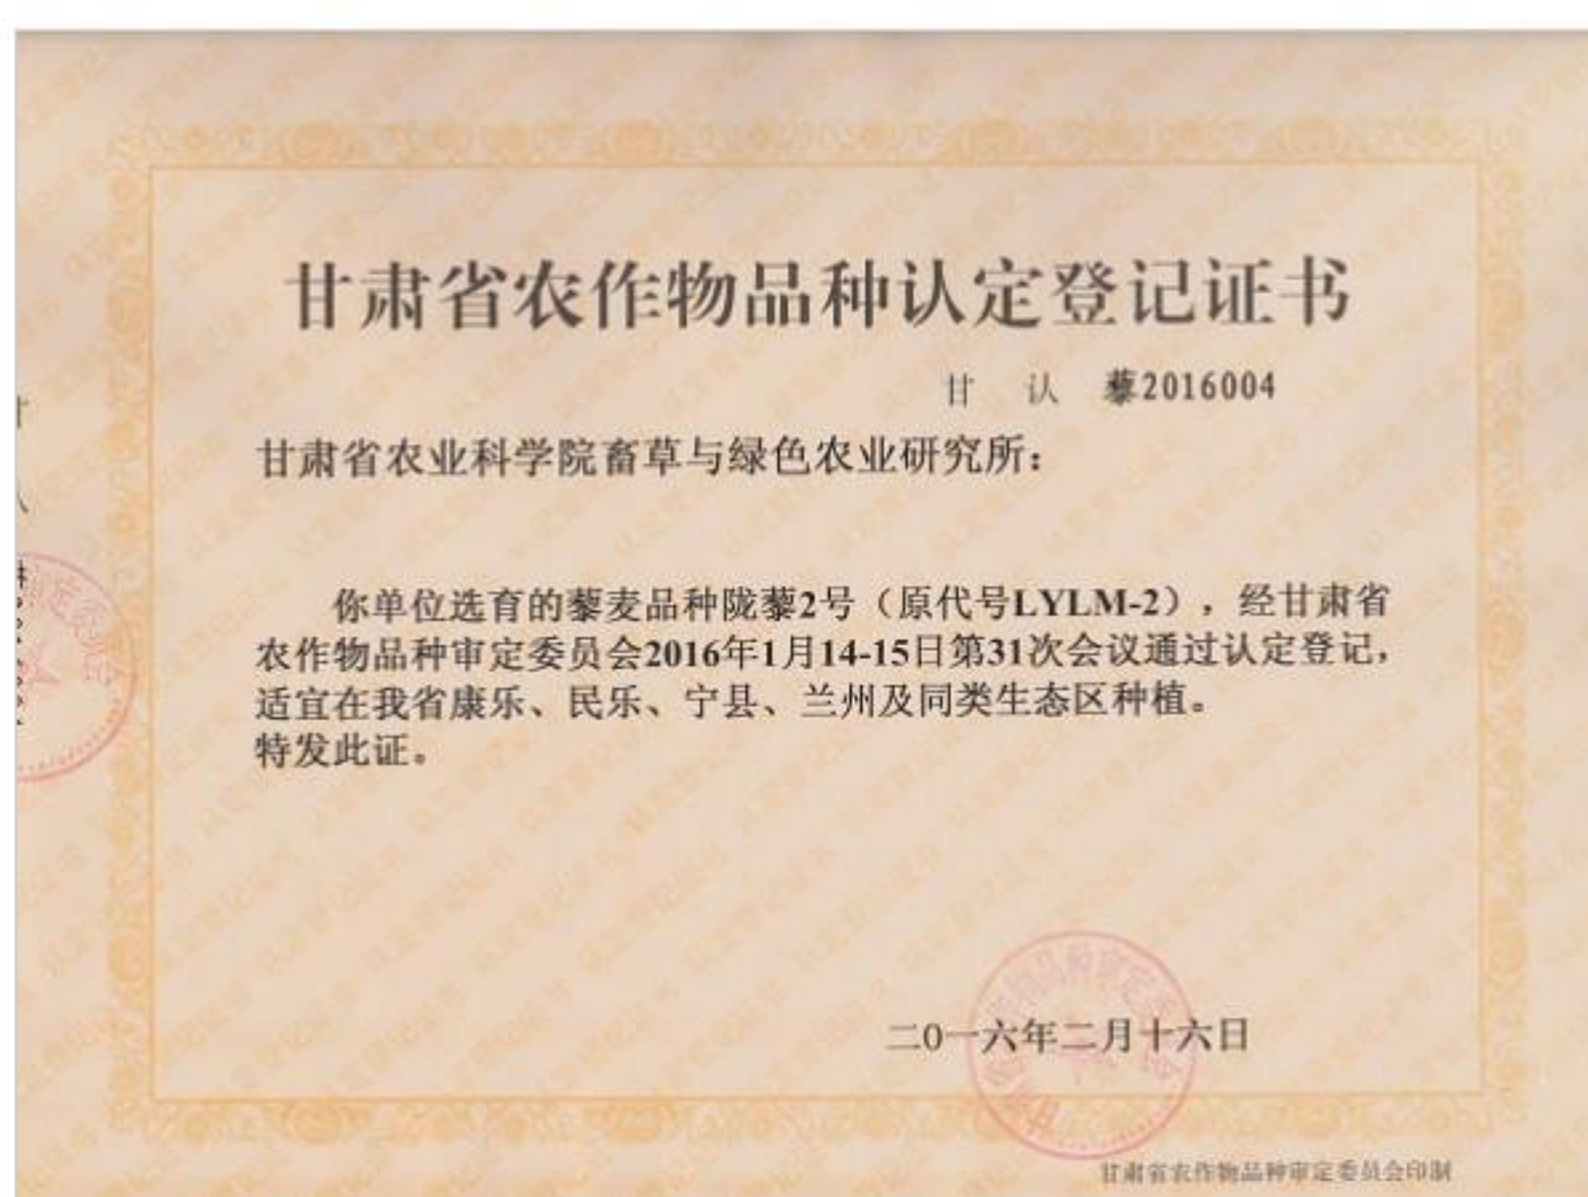 甘肃省农作物品种认定登记证书
甘 认 藜2016004
甘肃省农业科学院畜草与绿色农业研究所：
你单位选育的藜麦品种陇藜2号（原代号LYLM-2），经甘肃省
农作物品种审定委员会2016年1月14-15日第31次会议通过认定登记，
适宜在我省康乐、民乐、宁县、兰州及同类生态区种植。
特发此证。
二0一六年二月十六日
甘肃省农作物品种审定委员会印制